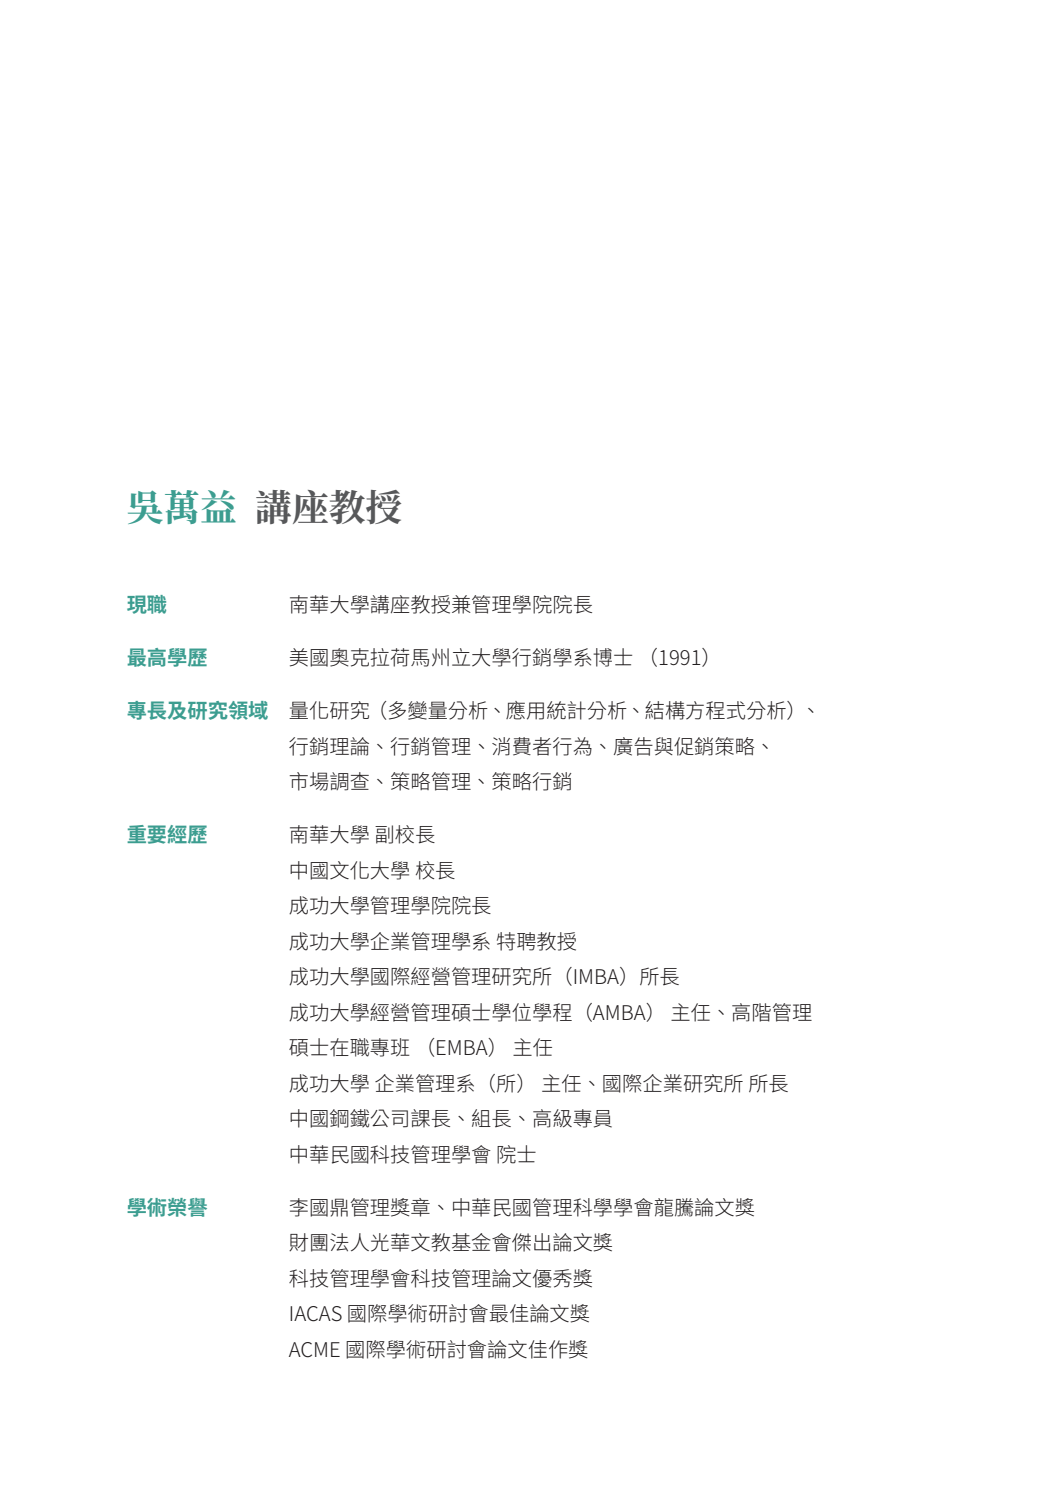 吳萬益 講座教授
現職 南華大學講座教授兼管理學院院長
最高學歷 美國奧克拉荷馬州立大學行銷學系博士 （1991）
專長及研究領域 量化研究（多變量分析、應用統計分析、結構方程式分析）、
行銷理論、行銷管理、消費者行為、廣告與促銷策略、
市場調查、策略管理、策略行銷
重要經歷 南華大學 副校長
中國文化大學 校長
成功大學管理學院院長
成功大學企業管理學系 特聘教授
成功大學國際經營管理研究所（IMBA）所長
成功大學經營管理碩士學位學程（AMBA） 主任、高階管理
碩士在職專班 （EMBA） 主任
成功大學 企業管理系（所） 主任、國際企業研究所 所長
中國鋼鐵公司課長、組長、高級專員
中華民國科技管理學會 院士
學術榮譽 李國鼎管理獎章、中華民國管理科學學會龍騰論文獎
財團法人光華文教基金會傑出論文獎
科技管理學會科技管理論文優秀獎
IACAS 國際學術研討會最佳論文獎
ACME 國際學術研討會論文佳作獎